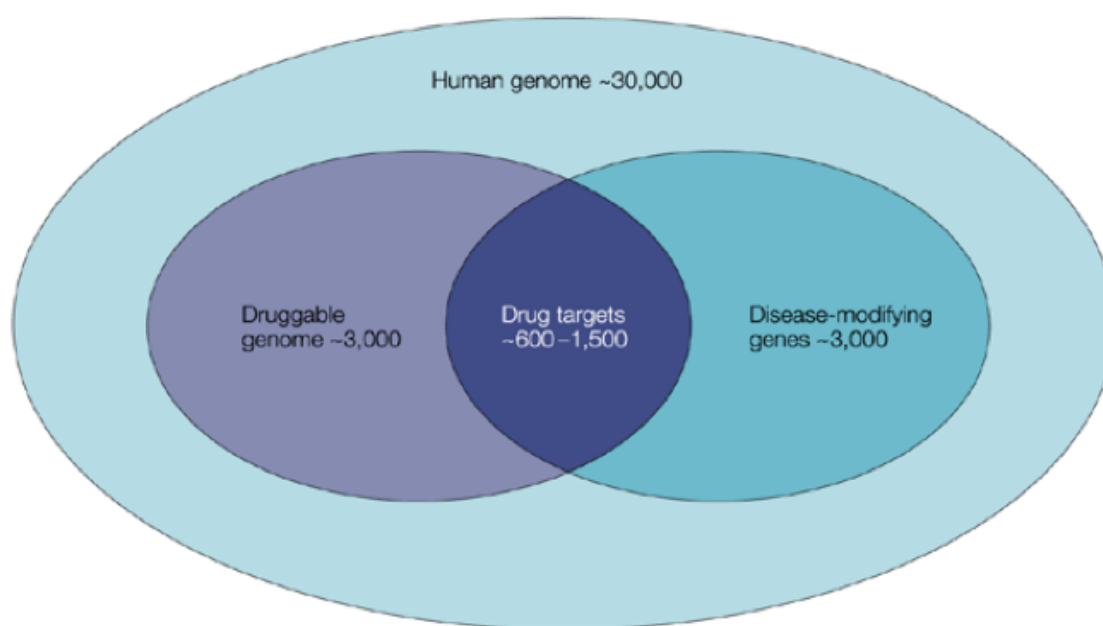 Human genome ~30,000
Druggable
genome ~3,000
Drug targets
~600–1,500
Disease-modifying
genes ~3,000